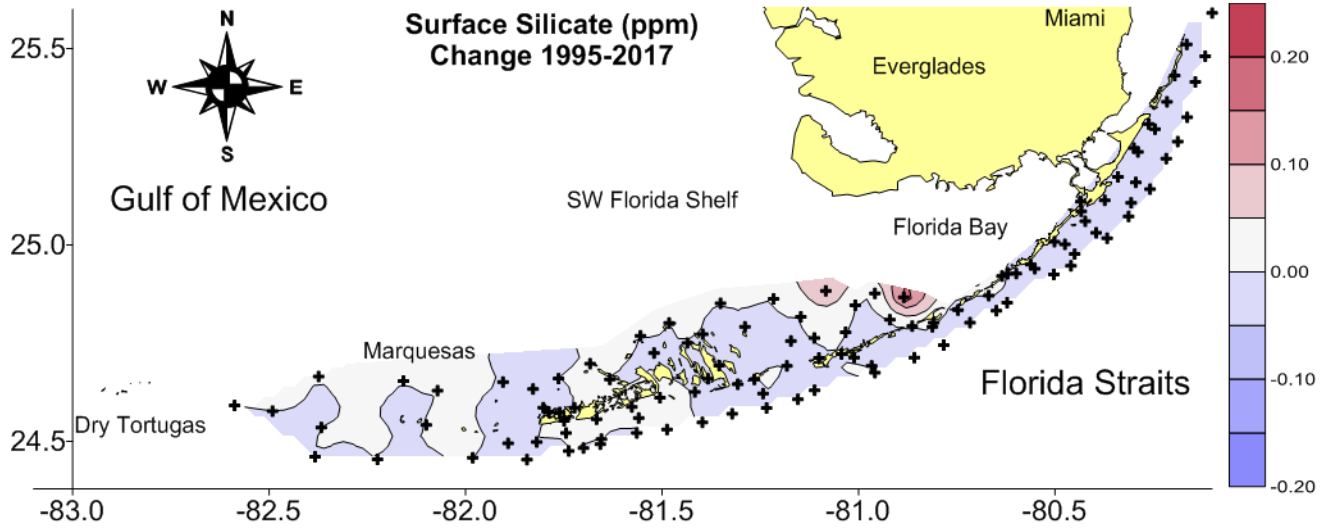 Surface Silicate (ppm)
Change 1995-2017
Miami
N
W
E
S
Everglades
Gulf of Mexico
SW Florida Shelf
Florida Bay
Marquesas
Florida Straits
Dry Tortugas
25.5
25.0
24.5
-83.0
-82.5
-82.0
-81.5
-81.0
-80.5
0.20
0.10
0.00
-0.10
-0.20